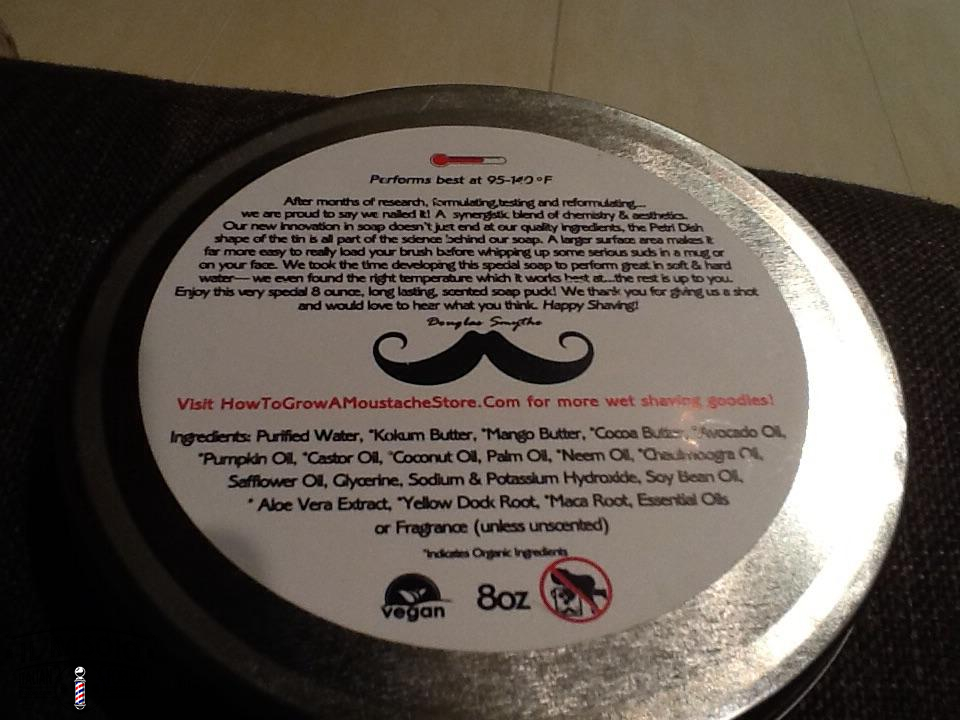 Performs best at 95-140°F
After months of research, formulating,testing and reformulating...
we are proud to say we nailed it! A synergistic blend of chemistry & aesthetics.
Our new innovation in soap doesn't just end at our quality ingredients, the Petri Dish
shape of the tin is all part of the science behind our soap. A larger surface area makes it
far more easy to really load your brush before whipping up some serious suds in a mug or
on your face. We took the time developing this special soap to perform great in soft & hard
water— we even found the right temperature which it works best at...the rest is up to you.
Enjoy this very special 8 ounce, long lasting, scented soap puck! We thank you for giving us a shot
and would love to hear what you think. Happy Shaving!
Douglas Smythe
Visit HowToGrowAMoustacheStore.Com for more wet shaving goodies!
Ingredients: Purified Water, *Kokum Butter, *Mango Butter, *Cocoa Butter, *Avocado Oil,
*Pumpkin Oil, *Castor Oil, *Coconut Oil, Palm Oil, *Neem Oil, *Chaulmoogra Oil,
Safflower Oil, Glycerine, Sodium & Potassium Hydroxide, Soy Bean Oil,
* Aloe Vera Extract, *Yellow Dock Root, *Maca Root, Essential Oils
or Fragrance (unless unscented)
*Indicates Organic Ingredients
vegan
8oz